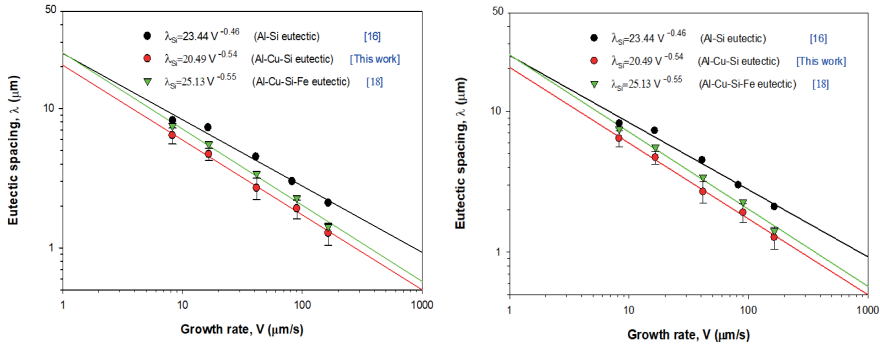 λSi=23.44 V^-0.46 (Al-Si eutectic) [16]
λSi=20.49 V^-0.54 (Al-Cu-Si eutectic) [This work]
λSi=25.13 V^-0.55 (Al-Cu-Si-Fe eutectic) [18]
Eutectic spacing, λ (μm)
10
1
1 10 100 1000
Growth rate, V (μm/s)
λSi=23.44 V^-0.46 (Al-Si eutectic) [16]
λSi=20.49 V^-0.54 (Al-Cu-Si eutectic) [This work]
λSi=25.13 V^-0.55 (Al-Cu-Si-Fe eutectic) [18]
Eutectic spacing, λ (μm)
10
1
1 10 100 1000
Growth rate, V (μm/s)